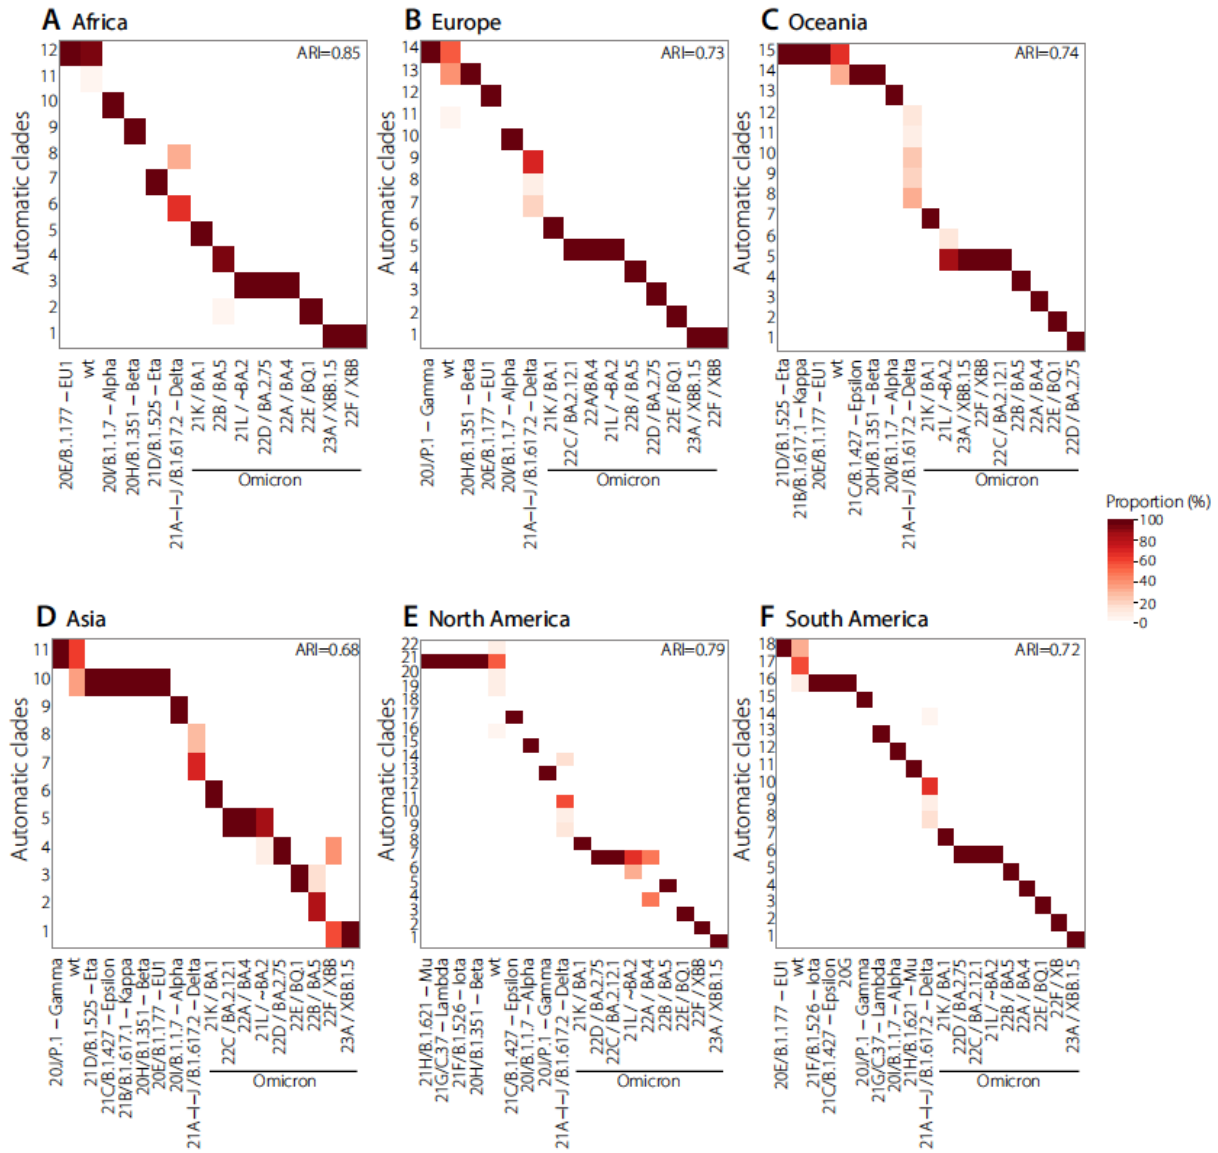 A Africa
ARI=0.85
Automatic clades
12
11
10
9
8
7
6
5
4
3
2
1
20E/B.1.177 – EU1
wt
20I/B.1.1.7 – Alpha
20H/B.1.351 – Beta
21D/B.1.525 – Eta
21A–I–J /B.1.617.2 – Delta
21K / BA.1
22B / BA.5
21L / ~BA.2
22D / BA.2.75
22A / BA.4
22E / BQ.1
23A / XBB.1.5
22F / XBB
Omicron
B Europe
ARI=0.73
Automatic clades
14
13
12
11
10
9
8
7
6
5
4
3
2
1
20J/P.1 – Gamma
wt
20H/B.1.351 – Beta
20E/B.1.177 – EU1
20I/B.1.1.7 – Alpha
21A–I–J /B.1.617.2 – Delta
21K / BA.1
22C / BA.2.12.1
22A/BA.4
21L / ~BA.2
22B / BA.5
22D / BA.2.75
22E / BQ.1
23A / XBB.1.5
22F / XBB
Omicron
C Oceania
ARI=0.74
Automatic clades
15
14
13
12
11
10
9
8
7
6
5
4
3
2
1
21D/B.1.525 – Eta
21B/B.1.617.1 – Kappa
20E/B.1.177 – EU1
wt
21C/B.1.427 – Epsilon
20H/B.1.351 – Beta
20I/B.1.1.7 – Alpha
21A–I–J /B.1.617.2 – Delta
21K / BA.1
21L / ~BA.2
23A / XBB.1.5
22F / XBB
22C / BA.2.12.1
22B / BA.5
22A / BA.4
22E / BQ.1
22D / BA.2.75
Omicron
Proportion (%)
100
80
60
40
20
0
D Asia
ARI=0.68
Automatic clades
11
10
9
8
7
6
5
4
3
2
1
20J/P.1 – Gamma
wt
21D/B.1.525 – Eta
21C/B.1.427 – Epsilon
21B/B.1.617.1 – Kappa
20H/B.1.351 – Beta
20E/B.1.177 – EU1
20I/B.1.1.7 – Alpha
21A–I–J /B.1.617.2 – Delta
21K / BA.1
22C / BA.2.12.1
22A / BA.4
21L / ~BA.2
22D / BA.2.75
22E / BQ.1
22B / BA.5
22F / XBB
23A / XBB.1.5
Omicron
E North America
ARI=0.79
Automatic clades
22
21
20
19
18
17
16
15
14
13
12
11
10
9
8
7
6
5
4
3
2
1
21H/B.1.621 – Mu
21G/C.37 – Lambda
21F/B.1.526 – Iota
20H/B.1.351 – Beta
wt
21C/B.1.427 – Epsilon
20I/B.1.1.7 – Alpha
20J/P.1 – Gamma
21A–I–J /B.1.617.2 – Delta
21K / BA.1
22D / BA.2.75
22C / BA.2.12.1
21L / ~BA.2
22A / BA.4
22B / BA.5
22E / BQ.1
22F / XBB
23A / XBB.1.5
Omicron
F South America
ARI=0.72
Automatic clades
18
17
16
15
14
13
12
11
10
9
8
7
6
5
4
3
2
1
20E/B.1.177 – EU1
wt
21F/B.1.526 – Iota
21C/B.1.427 – Epsilon
20G
20J/P.1 – Gamma
21G/C.37 – Lambda
20I/B.1.1.7 – Alpha
21H/B.1.621 – Mu
21A–I–J /B.1.617.2 – Delta
21K / BA.1
22D / BA.2.75
22C / BA.2.12.1
21L / ~BA.2
22B / BA.5
22A / BA.4
22E / BQ.1
22F / XB
23A / XBB.1.5
Omicron